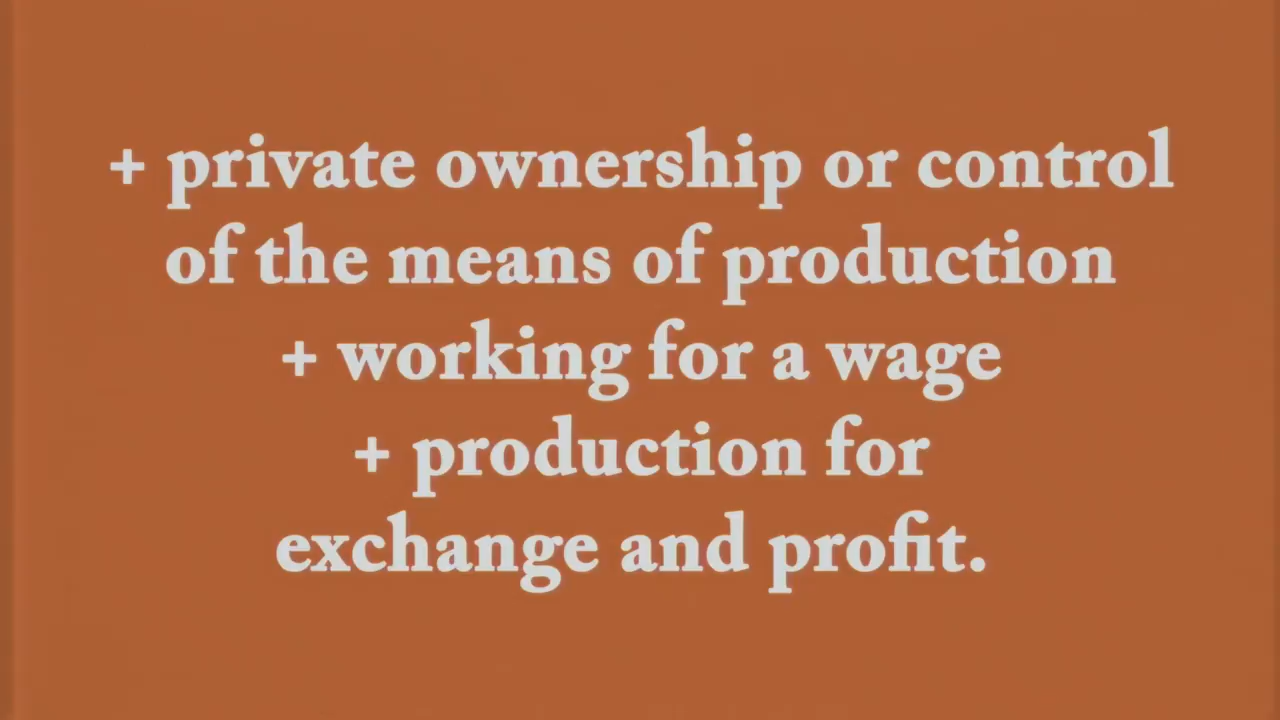 + private ownership or control
of the means of production
+ working for a wage
+ production for
exchange and profit.